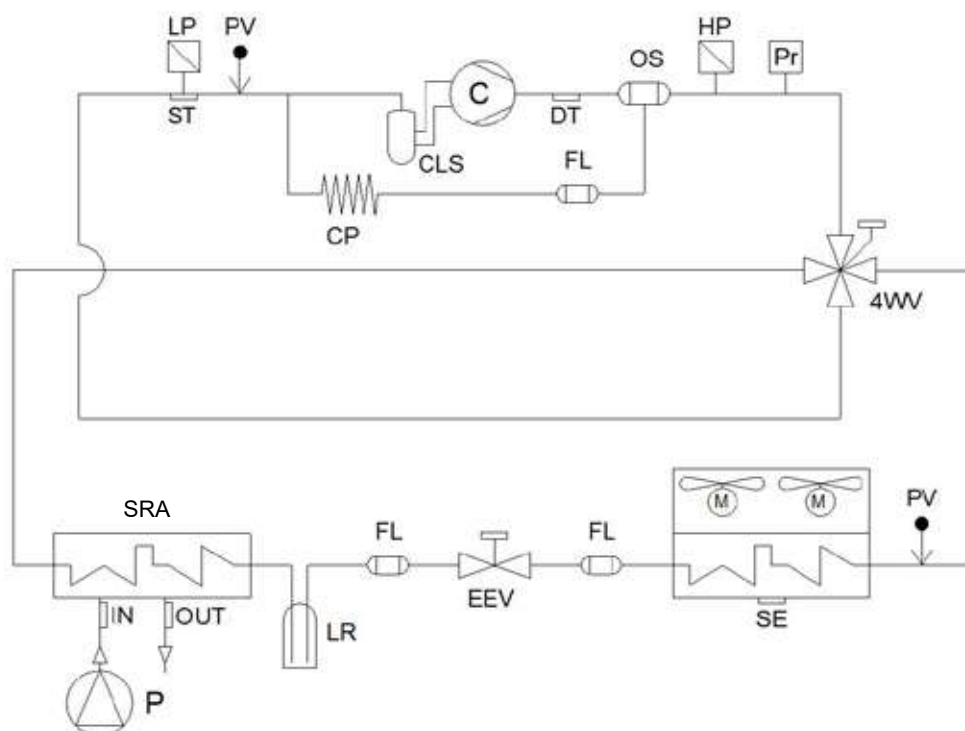 LP PV HP OS Pr
C
ST DT
CLS FL
CP
4WV
SRA FL FL M M PV
EEV
IN OUT LR SE
P